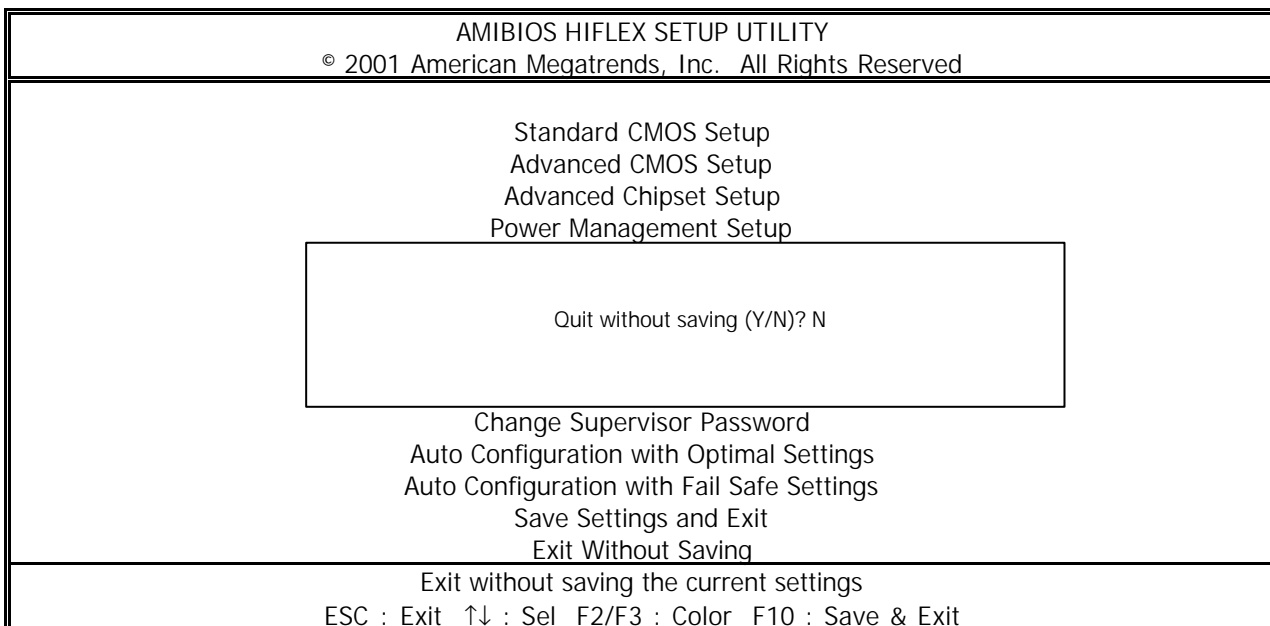 AMIBIOS HIFLEX SETUP UTILITY
© 2001 American Megatrends, Inc. All Rights Reserved
Standard CMOS Setup
Advanced CMOS Setup
Advanced Chipset Setup
Power Management Setup
Quit without saving (Y/N)? N
Change Supervisor Password
Auto Configuration with Optimal Settings
Auto Configuration with Fail Safe Settings
Save Settings and Exit
Exit Without Saving
Exit without saving the current settings
ESC : Exit ↑↓ : Sel F2/F3 : Color F10 : Save & Exit